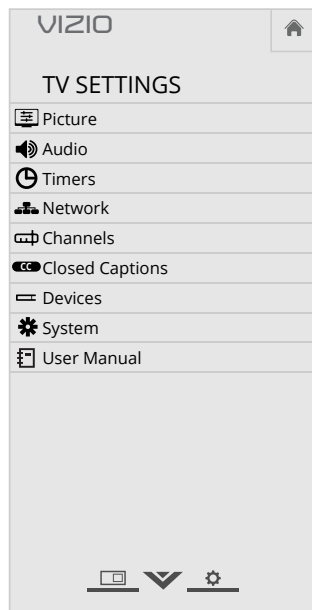 VIZIO
TV SETTINGS
Picture
Audio
Timers
Network
Channels
CC Closed Captions
Devices
System
User Manual